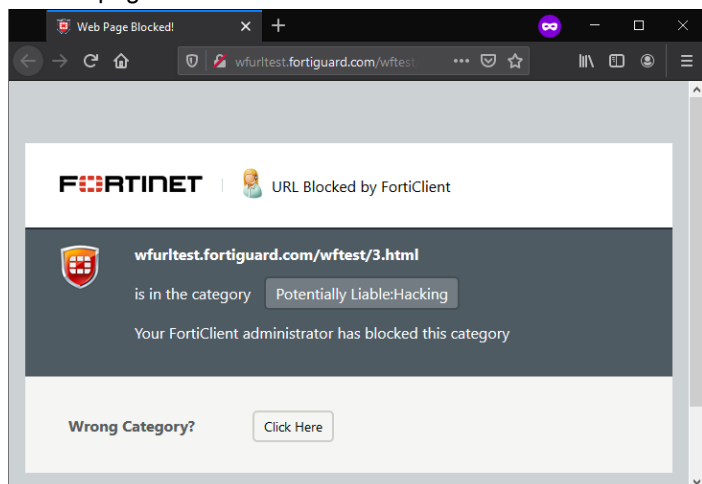 Web Page Blocked!
wfurltest.fortiguard.com/wftest
FORTINET
URL Blocked by FortiClient
wfurltest.fortiguard.com/wftest/3.html
is in the category Potentially Liable:Hacking
Your FortiClient administrator has blocked this category
Wrong Category? Click Here